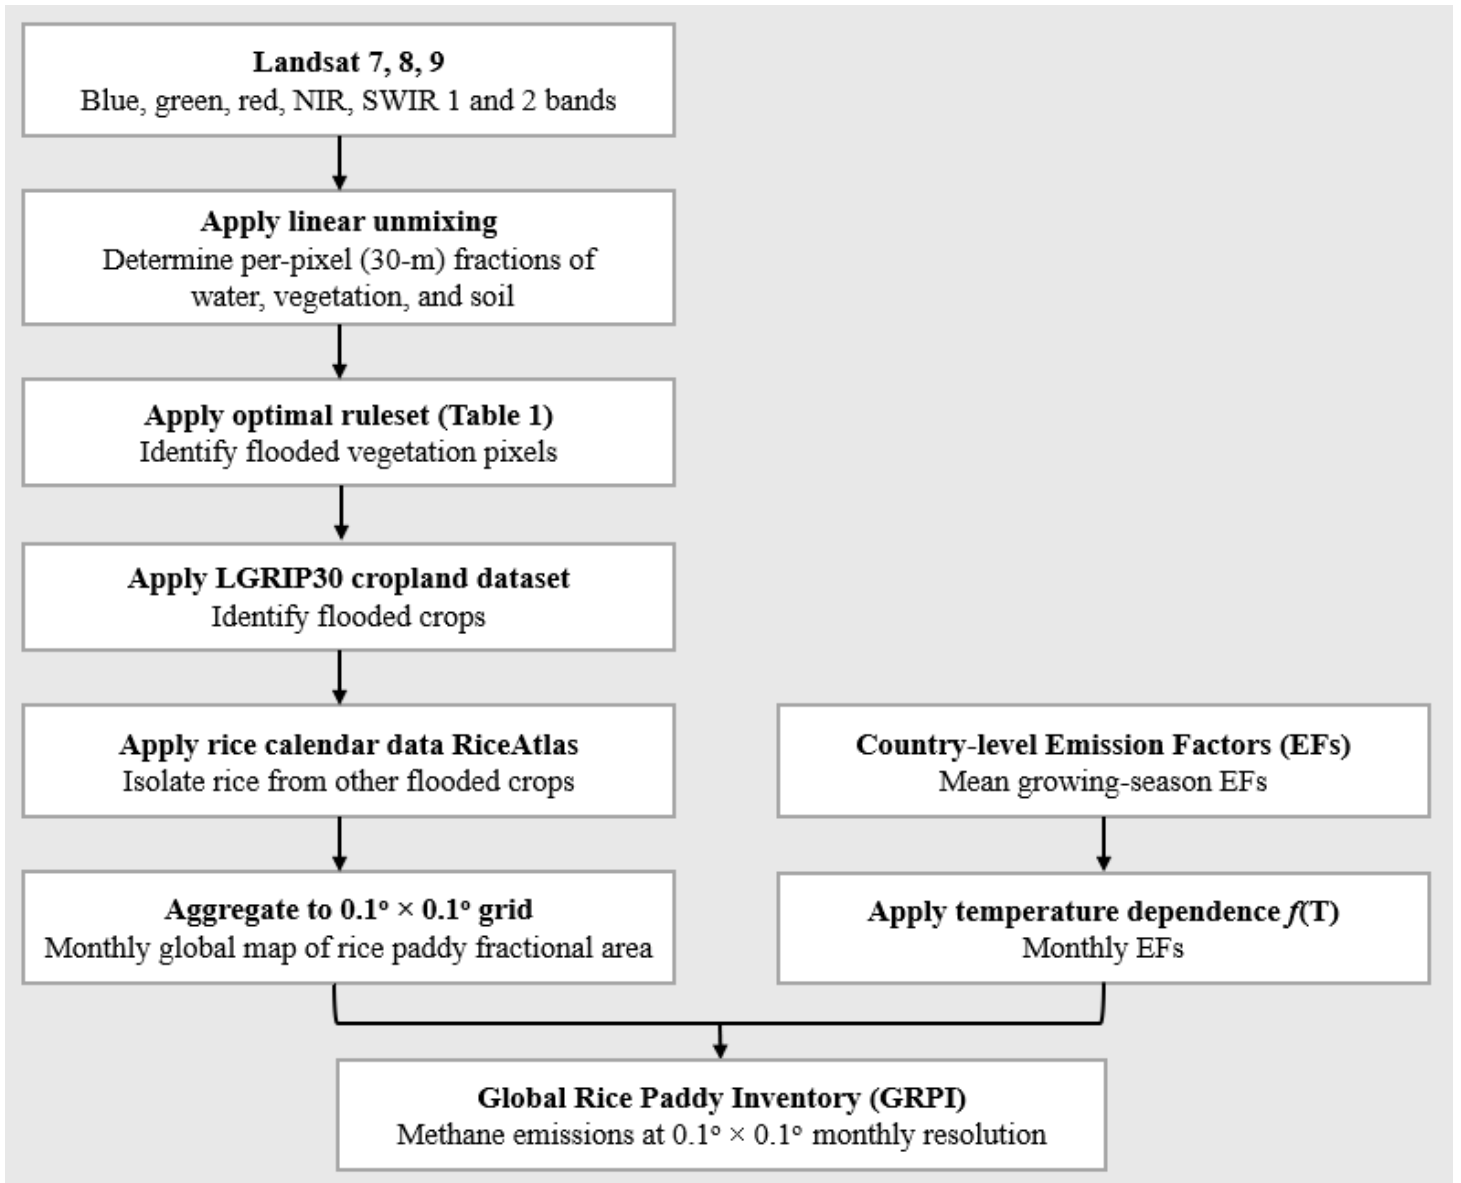 Landsat 7, 8, 9
Blue, green, red, NIR, SWIR 1 and 2 bands
Apply linear unmixing
Determine per-pixel (30-m) fractions of
water, vegetation, and soil
Apply optimal ruleset (Table 1)
Identify flooded vegetation pixels
Apply LGRIP30 cropland dataset
Identify flooded crops
Apply rice calendar data RiceAtlas
Isolate rice from other flooded crops
Aggregate to 0.1° × 0.1° grid
Monthly global map of rice paddy fractional area
Country-level Emission Factors (EFs)
Mean growing-season EFs
Apply temperature dependence f(T)
Monthly EFs
Global Rice Paddy Inventory (GRPI)
Methane emissions at 0.1° × 0.1° monthly resolution